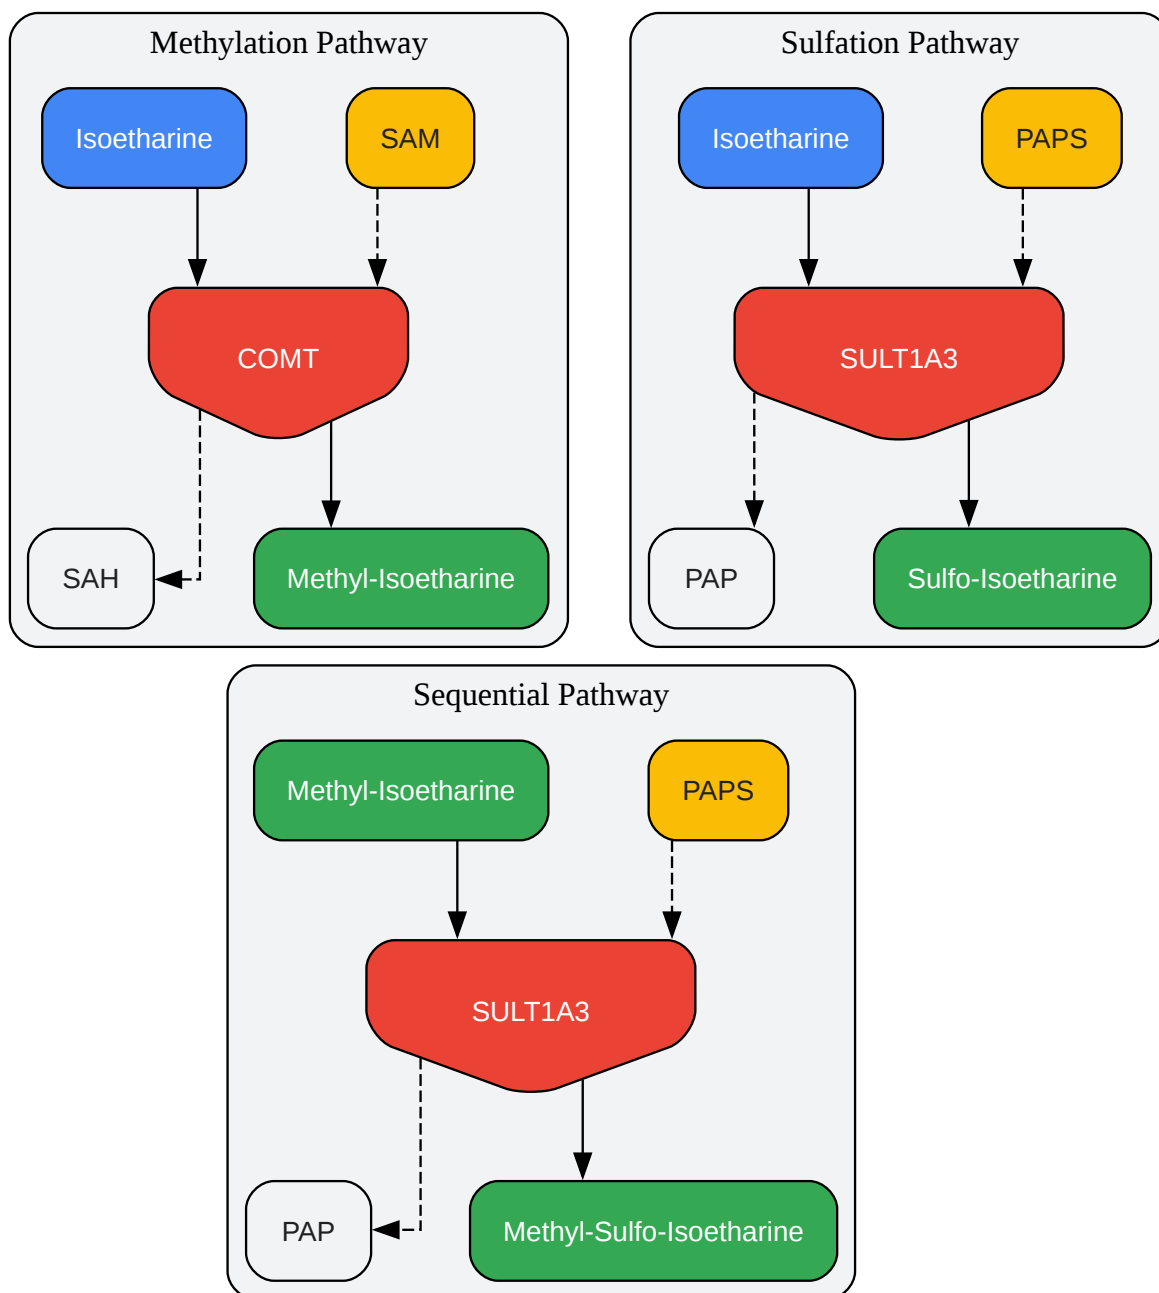 Methylation Pathway
Isoetharine
SAM
COMT
SAH
Methyl-Isoetharine
Sulfation Pathway
Isoetharine
PAPS
SULT1A3
PAP
Sulfo-Isoetharine
Sequential Pathway
Methyl-Isoetharine
PAPS
SULT1A3
PAP
Methyl-Sulfo-Isoetharine